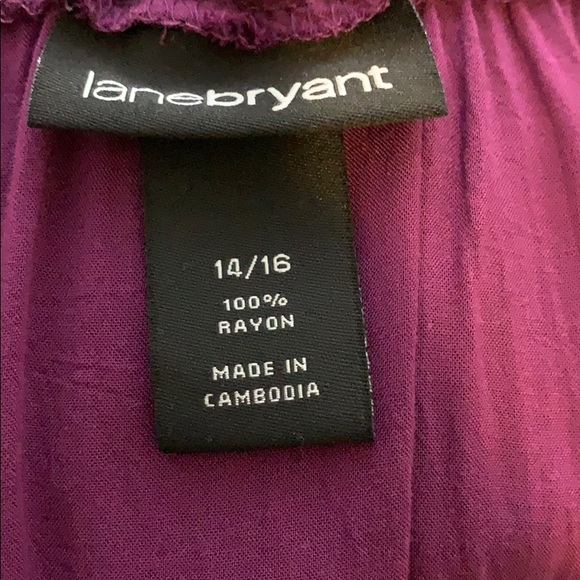 lanebryant
14/16
100%
RAYON
MADE IN
CAMBODIA